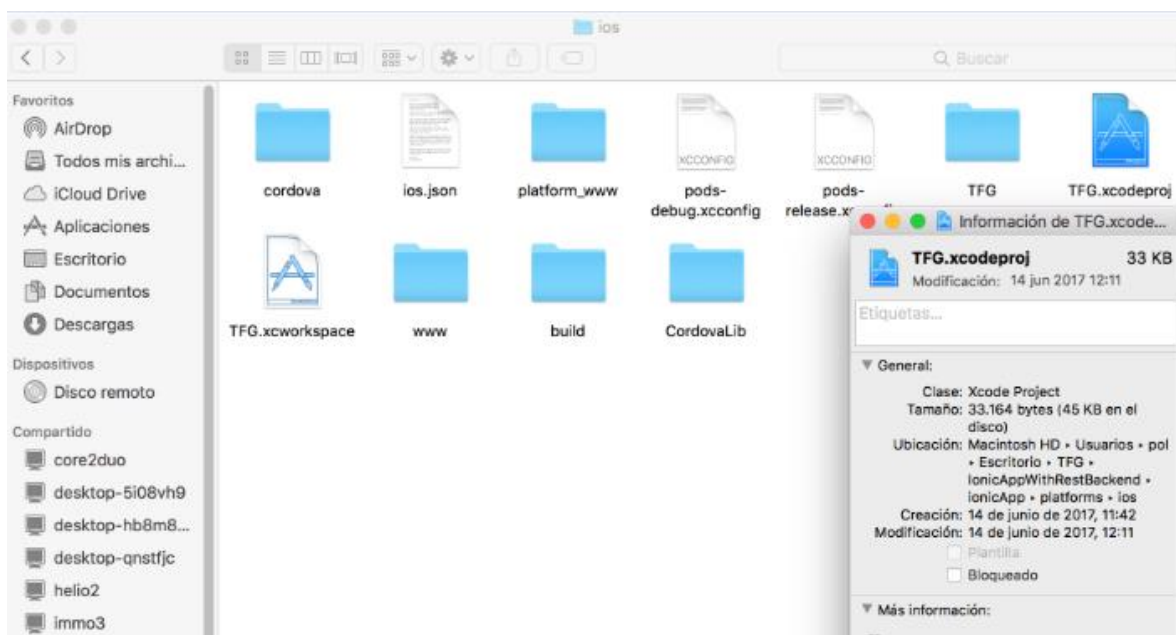 ios
Buscar
Favoritos
AirDrop
Todos mis archi...
iCloud Drive
Aplicaciones
Escritorio
Documentos
Descargas
Dispositivos
Disco remoto
Compartido
core2duo
desktop-5i08vh9
desktop-hb8m8...
desktop-qnstfjc
helio2
immo3
cordova
ios.json
platform_www
XCCONFIG
pods-
debug.xcconfig
XCCONFIG
pods-
TFG
TFG.xcodeproj
TFG.xcworkspace
www
build
CordovaLib
Información de TFG.xcode...
TFG.xcodeproj 33 KB
Modificación: 14 jun 2017 12:11
Etiquetas...
General:
Clase: Xcode Project
Tamaño: 33.164 bytes (45 KB en el
disco)
Ubicación: Macintosh HD ▸ Usuarios ▸ pol
▸ Escritorio ▸ TFG ▸
IonicAppWithRestBackend ▸
ionicApp ▸ platforms ▸ ios
Creación: 14 de junio de 2017, 11:42
Modificación: 14 de junio de 2017, 12:11
Plantilla
Bloqueado
Más información: